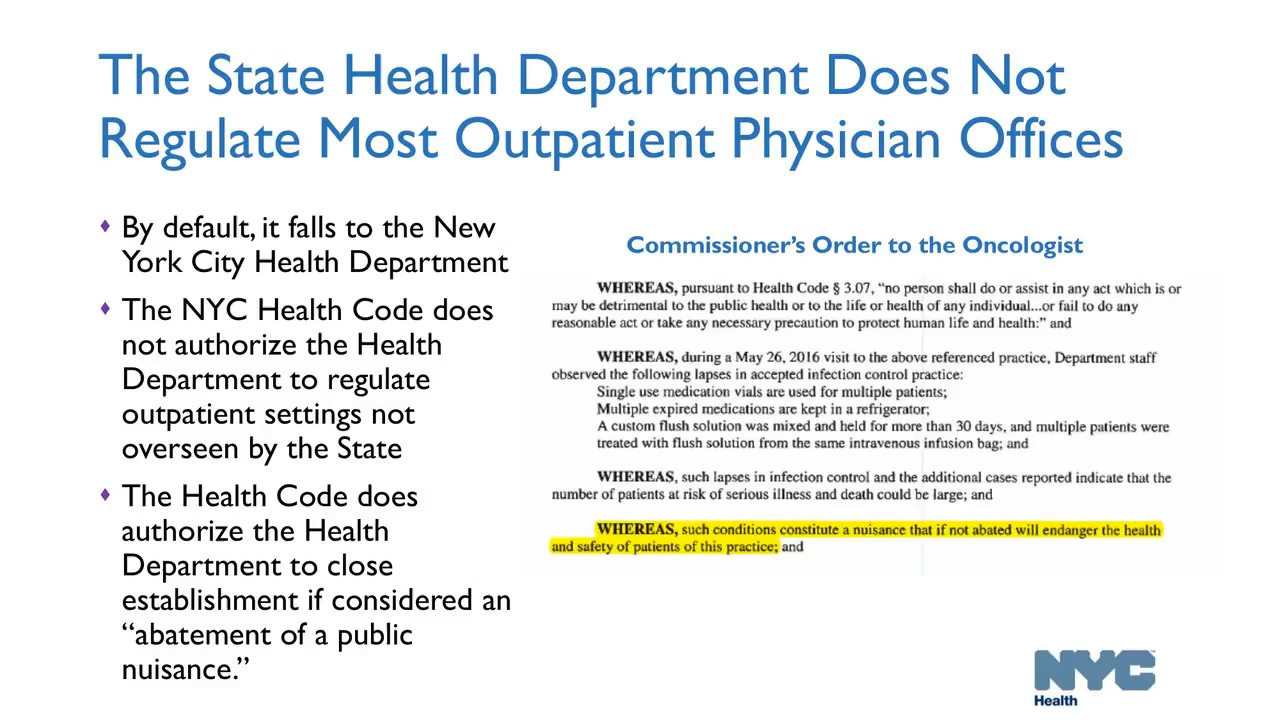 The State Health Department Does Not
Regulate Most Outpatient Physician Offices
⬧ By default, it falls to the New
York City Health Department
⬧ The NYC Health Code does
not authorize the Health
Department to regulate
outpatient settings not
overseen by the State
⬧ The Health Code does
authorize the Health
Department to close
establishment if considered an
“abatement of a public
nuisance.”
Commissioner’s Order to the Oncologist
WHEREAS, pursuant to Health Code § 3.07, “no person shall do or assist in any act which is or
may be detrimental to the public health or to the life or health of any individual...or fail to do any
reasonable act or take any necessary precaution to protect human life and health:” and
WHEREAS, during a May 26, 2016 visit to the above referenced practice, Department staff
observed the following lapses in accepted infection control practice:
Single use medication vials are used for multiple patients;
Multiple expired medications are kept in a refrigerator;
A custom flush solution was mixed and held for more than 30 days, and multiple patients were
treated with flush solution from the same intravenous infusion bag; and
WHEREAS, such lapses in infection control and the additional cases reported indicate that the
number of patients at risk of serious illness and death could be large; and
WHEREAS, such conditions constitute a nuisance that if not abated will endanger the health
and safety of patients of this practice; and
NYC
Health